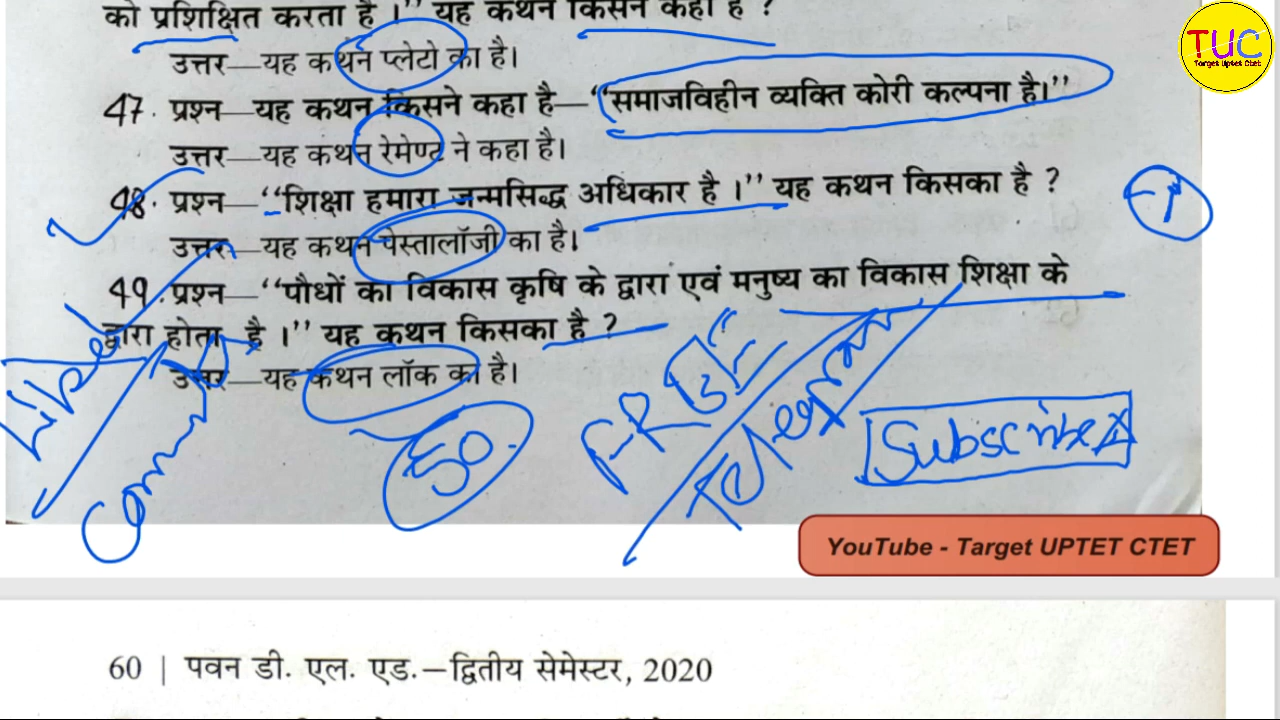 को प्रशिक्षित करता है ।” यह कथन किसने कहा है ?
TUC
Target Uptet Ctet
उत्तर—यह कथन प्लेटो का है।
47. प्रश्न—यह कथन किसने कहा है—“समाजविहीन व्यक्ति कोरी कल्पना है।”
उत्तर—यह कथन रेमेण्ट ने कहा है।
48. प्रश्न—“शिक्षा हमारा जन्मसिद्ध अधिकार है ।” यह कथन किसका है ?
उत्तर—यह कथन पेस्तालॉजी का है।
49. प्रश्न—“पौधों का विकास कृषि के द्वारा एवं मनुष्य का विकास शिक्षा के
द्वारा होता है ।” यह कथन किसका है ?
उत्तर—यह कथन लॉक का है।
50.
Telegram
Subscribe
YouTube - Target UPTET CTET
60 | पवन डी. एल. एड.–द्वितीय सेमेस्टर, 2020